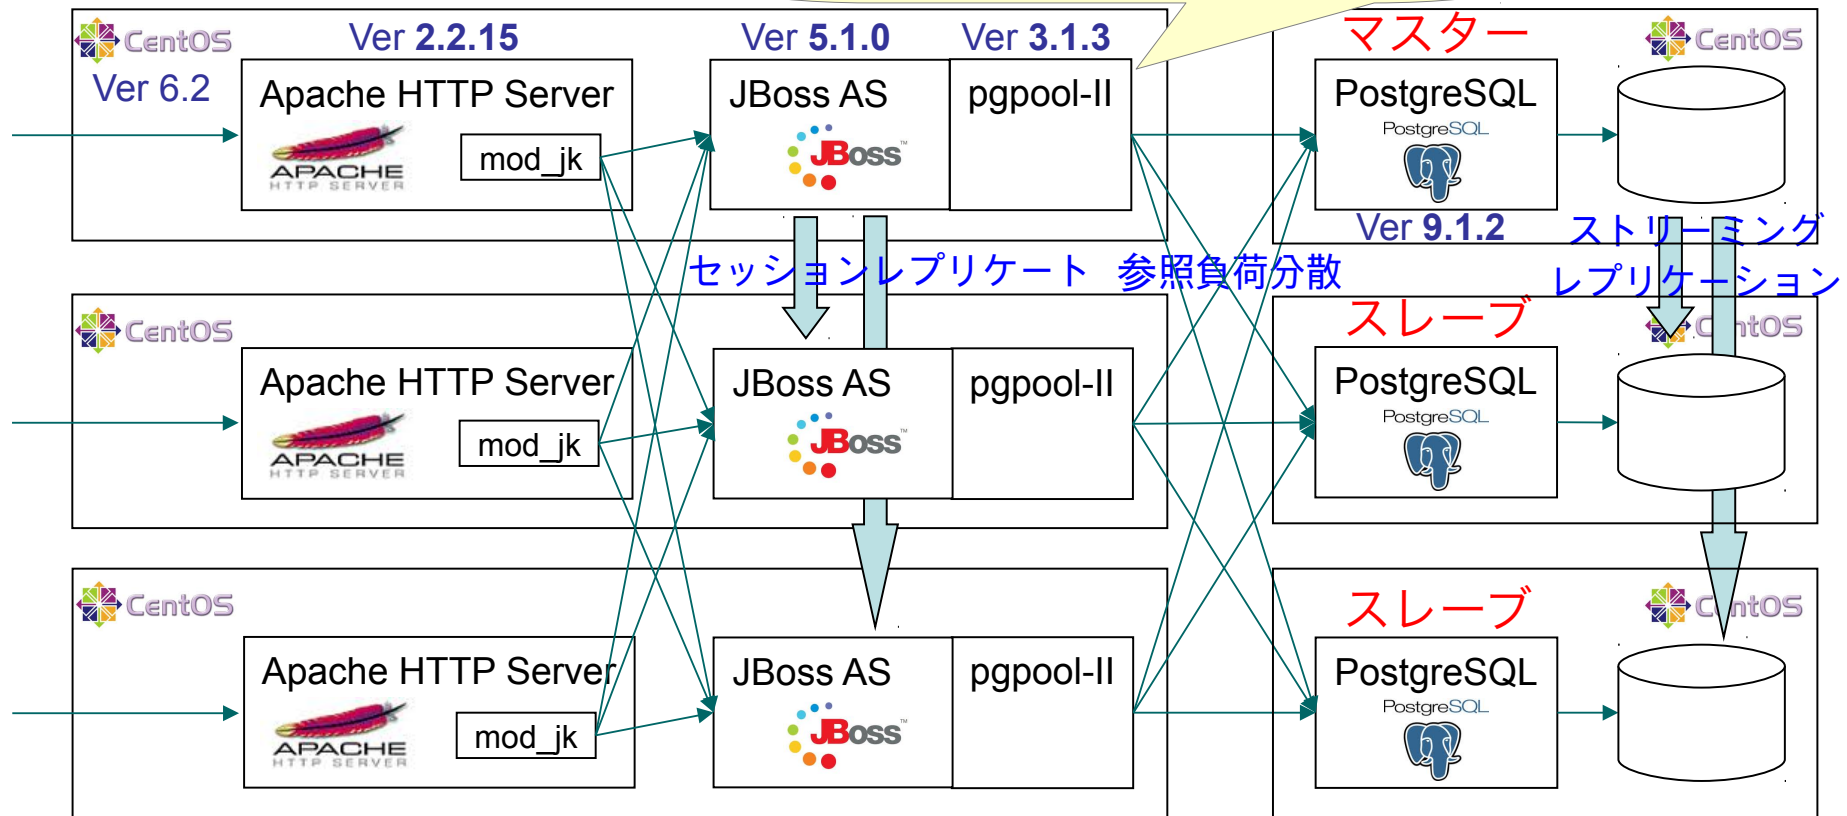 CentOS
Ver 6.2
Ver 2.2.15
Apache HTTP Server
APACHE
HTTP SERVER
mod_jk
Ver 5.1.0
JBoss AS
JBoss™
Ver 3.1.3
pgpool-II
マスター
CentOS
PostgreSQL
PostgreSQL
Ver 9.1.2
セッションレプリケート
参照負荷分散
ストリーミング
レプリケーション
CentOS
Apache HTTP Server
APACHE
HTTP SERVER
mod_jk
JBoss AS
JBoss™
pgpool-II
スレーブ
CentOS
PostgreSQL
PostgreSQL
CentOS
Apache HTTP Server
APACHE
HTTP SERVER
mod_jk
JBoss AS
JBoss™
pgpool-II
スレーブ
CentOS
PostgreSQL
PostgreSQL